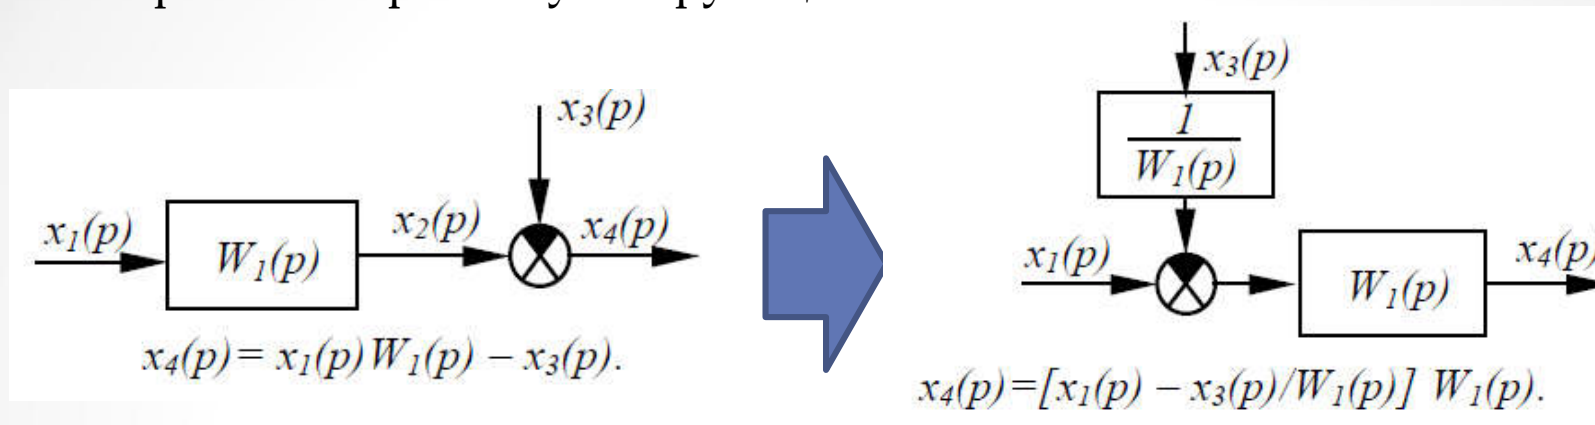 x3(p)
x1(p)
W1(p)
x2(p)
x4(p)
x4(p)= x1(p)W1(p) – x3(p).
x3(p)
1
W1(p)
x1(p)
W1(p)
x4(p)
x4(p)=[x1(p) – x3(p)/W1(p)] W1(p).